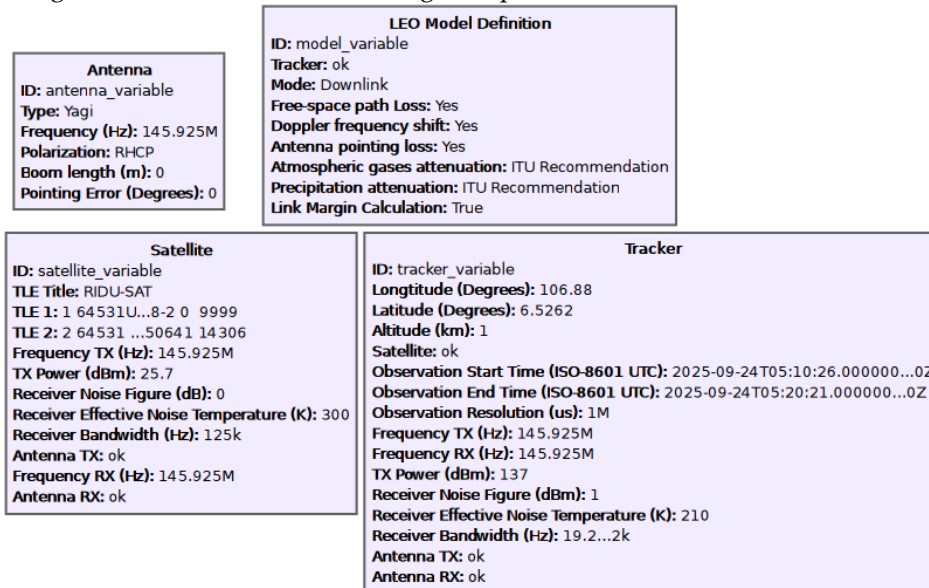 Antenna
ID: antenna_variable
Type: Yagi
Frequency (Hz): 145.925M
Polarization: RHCP
Boom length (m): 0
Pointing Error (Degrees): 0
LEO Model Definition
ID: model_variable
Tracker: ok
Mode: Downlink
Free-space path Loss: Yes
Doppler frequency shift: Yes
Antenna pointing loss: Yes
Atmospheric gases attenuation: ITU Recommendation
Precipitation attenuation: ITU Recommendation
Link Margin Calculation: True
Satellite
ID: satellite_variable
TLE Title: RIDU-SAT
TLE 1: 1 64531U...8-2 0 9999
TLE 2: 2 64531 ...50641 14306
Frequency TX (Hz): 145.925M
TX Power (dBm): 25.7
Receiver Noise Figure (dB): 0
Receiver Effective Noise Temperature (K): 300
Receiver Bandwidth (Hz): 125k
Antenna TX: ok
Frequency RX (Hz): 145.925M
Antenna RX: ok
Tracker
ID: tracker_variable
Longtitude (Degrees): 106.88
Latitude (Degrees): 6.5262
Altitude (km): 1
Satellite: ok
Observation Start Time (ISO-8601 UTC): 2025-09-24T05:10:26.000000...0Z
Observation End Time (ISO-8601 UTC): 2025-09-24T05:20:21.000000...0Z
Observation Resolution (us): 1M
Frequency TX (Hz): 145.925M
Frequency RX (Hz): 145.925M
TX Power (dBm): 137
Receiver Noise Figure (dBm): 1
Receiver Effective Noise Temperature (K): 210
Receiver Bandwidth (Hz): 19.2...2k
Antenna TX: ok
Antenna RX: ok